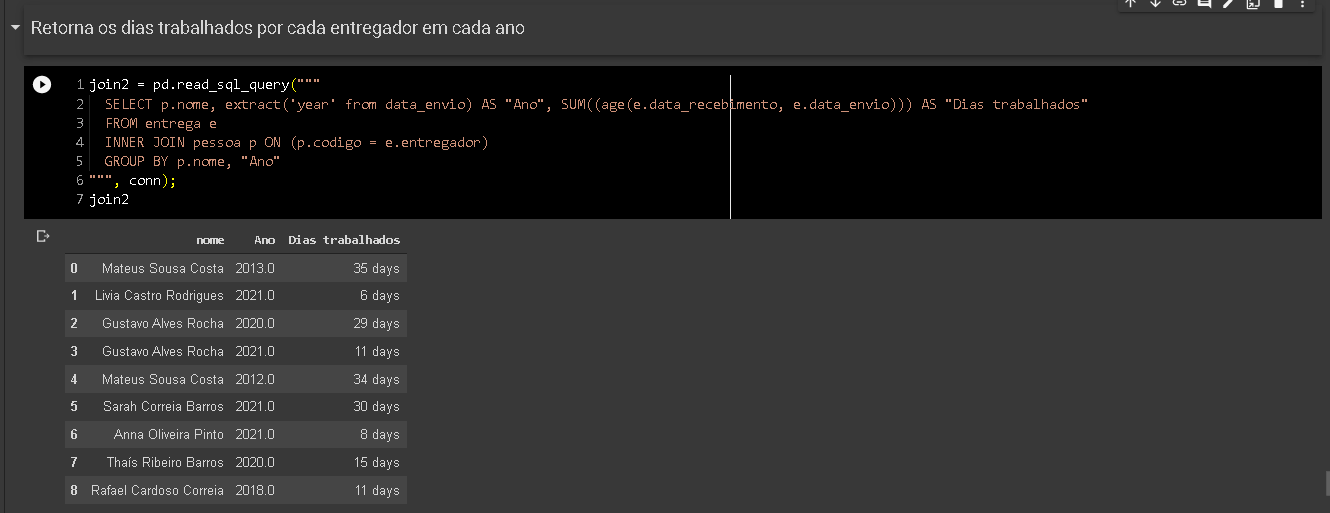 Retorna os dias trabalhados por cada entregador em cada ano
1 join2 = pd.read_sql_query("""
2 SELECT p.nome, extract('year' from data_envio) AS "Ano", SUM((age(e.data_recebimento, e.data_envio))) AS "Dias trabalhados"
3 FROM entrega e
4 INNER JOIN pessoa p ON (p.codigo = e.entregador)
5 GROUP BY p.nome, "Ano"
6 """, conn);
7 join2
nome Ano Dias trabalhados
0 Mateus Sousa Costa 2013.0 35 days
1 Livia Castro Rodrigues 2021.0 6 days
2 Gustavo Alves Rocha 2020.0 29 days
3 Gustavo Alves Rocha 2021.0 11 days
4 Mateus Sousa Costa 2012.0 34 days
5 Sarah Correia Barros 2021.0 30 days
6 Anna Oliveira Pinto 2021.0 8 days
7 Thaís Ribeiro Barros 2020.0 15 days
8 Rafael Cardoso Correia 2018.0 11 days